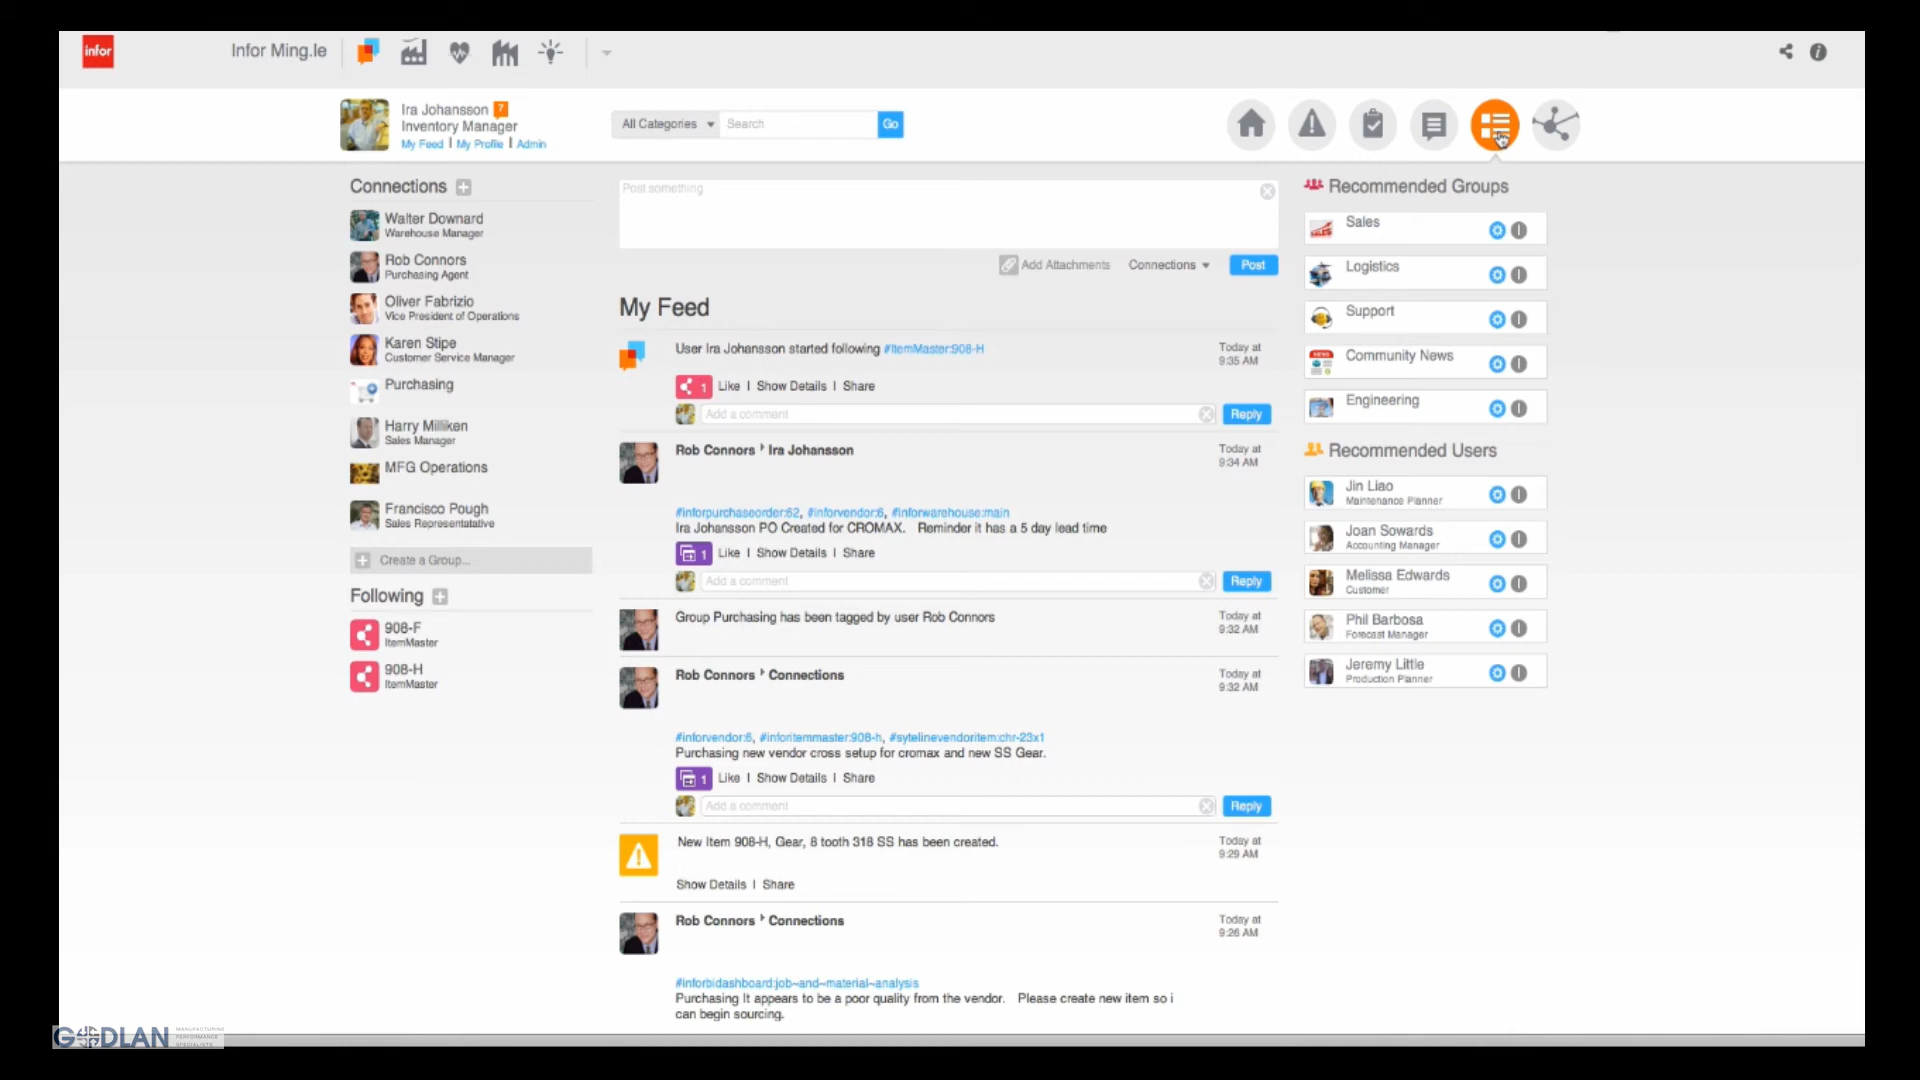 infor
Infor Ming.le
Ira Johansson 7
Inventory Manager
My Feed | My Profile | Admin
All Categories
Search
Go
Connections
Walter Downard
Warehouse Manager
Rob Connors
Purchasing Agent
Oliver Fabrizio
Vice President of Operations
Karen Stipe
Customer Service Manager
Purchasing
Harry Milliken
Sales Manager
MFG Operations
Francisco Pough
Sales Representatative
Create a Group...
Following
908-F
ItemMaster
908-H
ItemMaster
Post something
Add Attachments
Connections
Post
My Feed
User Ira Johansson started following #ItemMaster:908-H
Today at
9:35 AM
1 Like | Show Details | Share
Add a comment
Reply
Rob Connors Ira Johansson
Today at
9:34 AM
#inforpurchaseorder:62, #inforvendor:6, #inforwarehouse:main
Ira Johansson PO Created for CROMAX. Reminder it has a 5 day lead time
1 Like | Show Details | Share
Add a comment
Reply
Group Purchasing has been tagged by user Rob Connors
Today at
9:32 AM
Rob Connors Connections
Today at
9:32 AM
#inforvendor:6, #inforitemmaster:908-h, #sytelinevendoritem:chr-23x1
Purchasing new vendor cross setup for cromax and new SS Gear.
1 Like | Show Details | Share
Add a comment
Reply
New Item 908-H, Gear, 8 tooth 318 SS has been created.
Today at
9:29 AM
Show Details | Share
Rob Connors Connections
Today at
9:26 AM
#inforbidashboard:job~and~material~analysis
Purchasing It appears to be a poor quality from the vendor. Please create new item so i
can begin sourcing.
Recommended Groups
Sales
Logistics
Support
Community News
Engineering
Recommended Users
Jin Liao
Maintenance Planner
Joan Sowards
Accounting Manager
Melissa Edwards
Customer
Phil Barbosa
Forecast Manager
Jeremy Little
Production Planner
GODLAN
MANUFACTURING
PERFORMANCE
SPECIALISTS